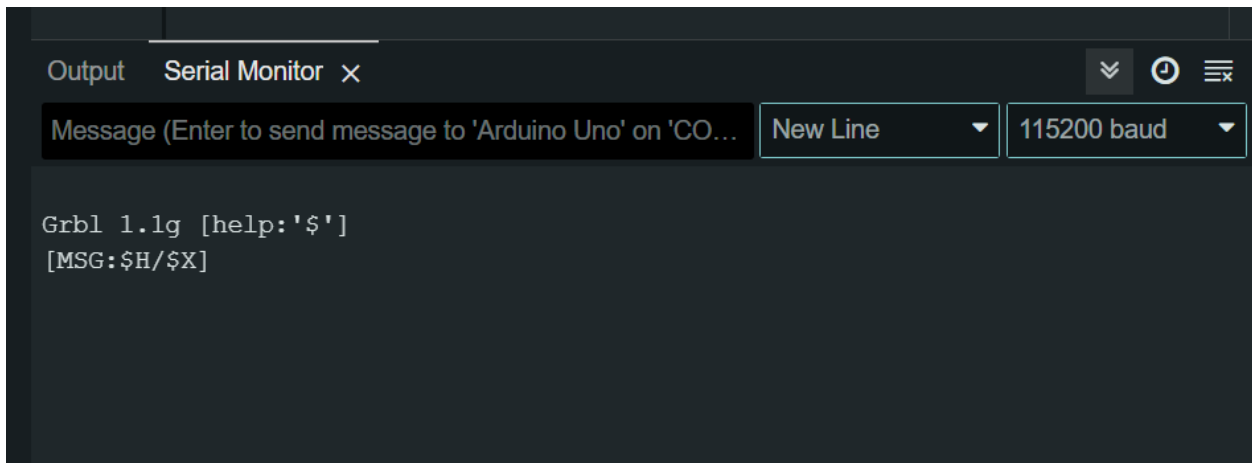 Output Serial Monitor ×
Message (Enter to send message to 'Arduino Uno' on 'CO... New Line 115200 baud
Grbl 1.1g [help:'$']
[MSG:$H/$X]